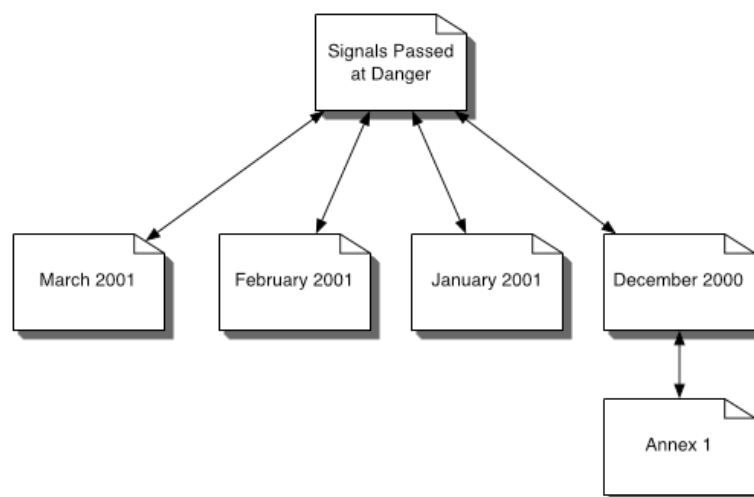 Signals Passed
at Danger
March 2001
February 2001
January 2001
December 2000
Annex 1